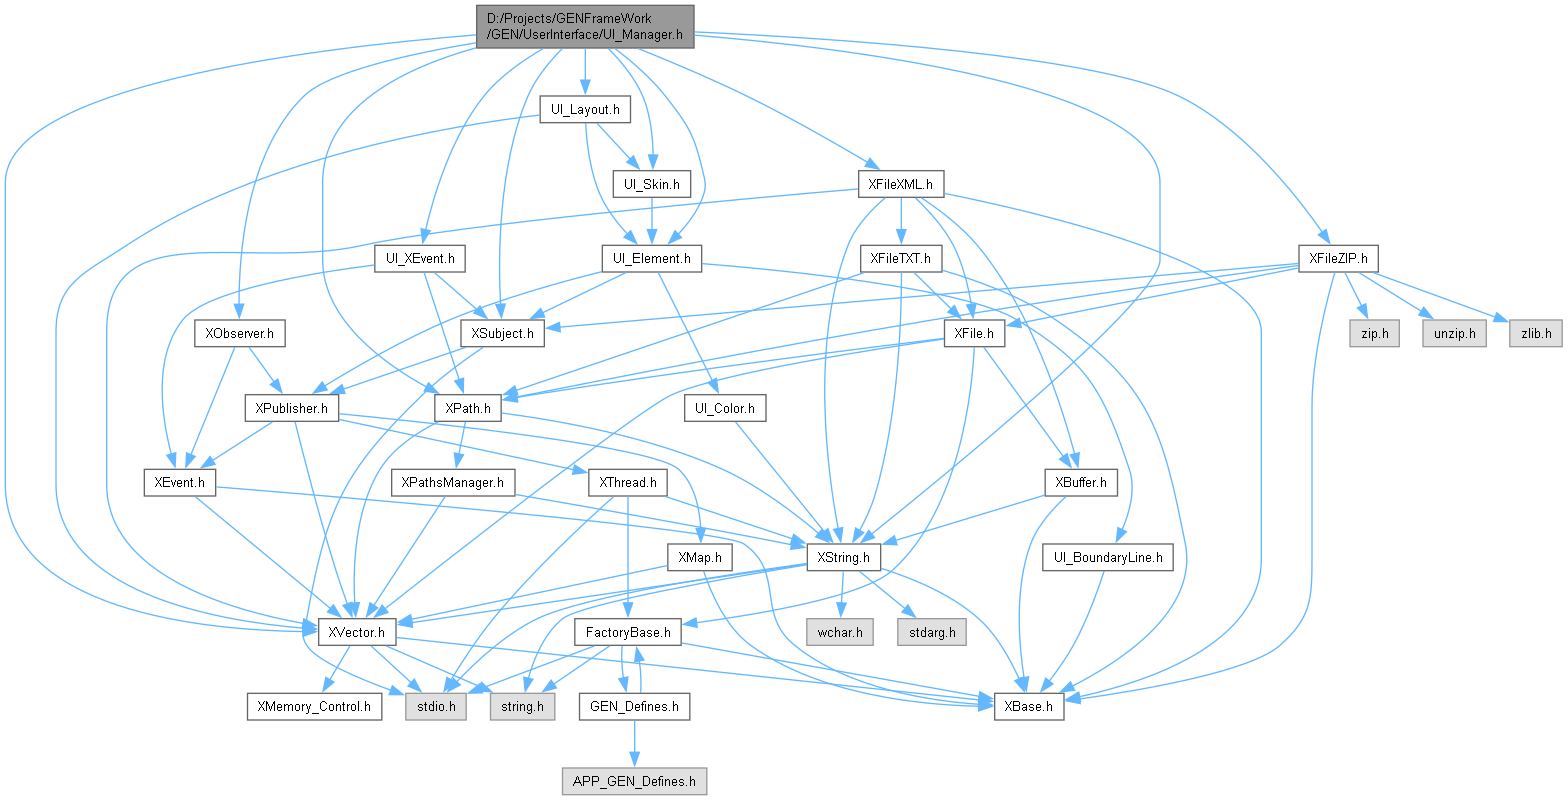 D:/Projects/GENFrameWork
/GEN/UserInterface/UI_Manager.h
UI_Layout.h
UI_Skin.h
XFileXML.h
UI_XEvent.h
UI_Element.h
XFileTXT.h
XFileZIP.h
XObserver.h
XSubject.h
XFile.h
zip.h
unzip.h
zlib.h
XPublisher.h
XPath.h
UI_Color.h
XEvent.h
XPathsManager.h
XThread.h
XBuffer.h
XMap.h
XString.h
UI_BoundaryLine.h
XVector.h
FactoryBase.h
wchar.h
stdarg.h
XMemory_Control.h
stdio.h
string.h
GEN_Defines.h
XBase.h
APP_GEN_Defines.h